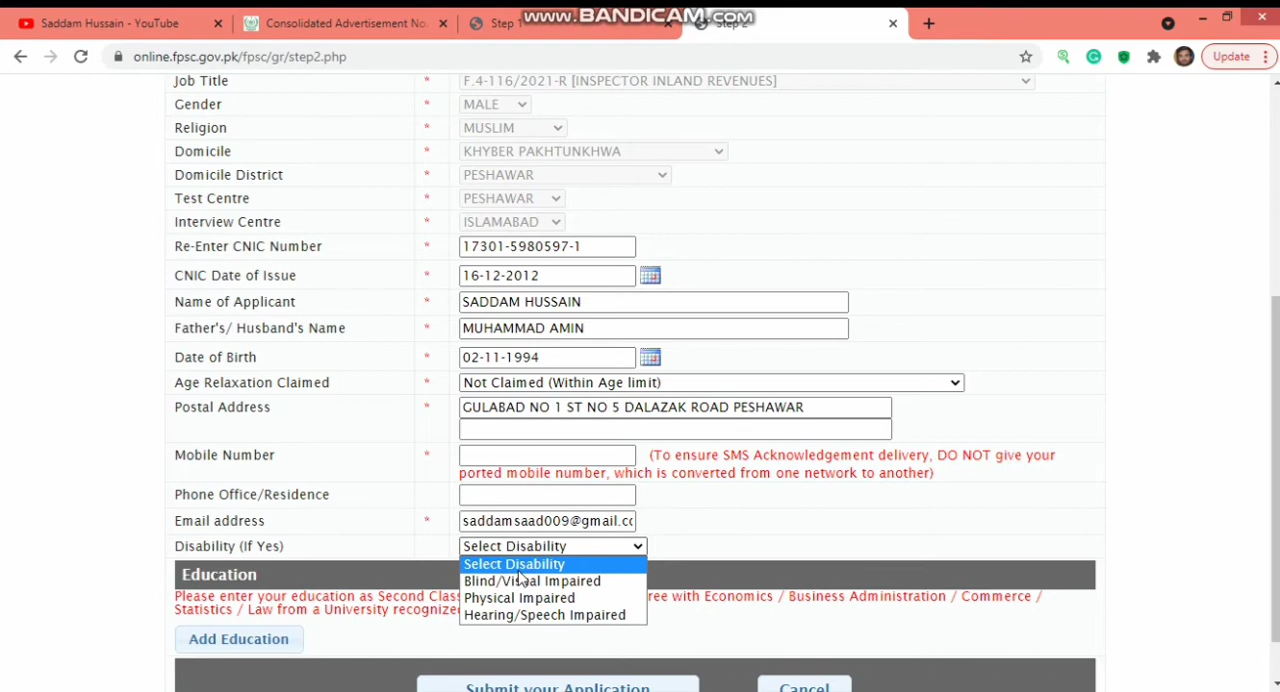 www.BANDICAM.com
Saddam Hussain - YouTube
Consolidated Advertisement No.
Step 1
Step 2
online.fpsc.gov.pk/fpsc/gr/step2.php
Update
Job Title * F.4-116/2021-R [INSPECTOR INLAND REVENUES]
Gender * MALE
Religion * MUSLIM
Domicile * KHYBER PAKHTUNKHWA
Domicile District * PESHAWAR
Test Centre * PESHAWAR
Interview Centre * ISLAMABAD
Re-Enter CNIC Number * 17301-5980597-1
CNIC Date of Issue * 16-12-2012
Name of Applicant * SADDAM HUSSAIN
Father's/ Husband's Name * MUHAMMAD AMIN
Date of Birth * 02-11-1994
Age Relaxation Claimed * Not Claimed (Within Age limit)
Postal Address * GULABAD NO 1 ST NO 5 DALAZAK ROAD PESHAWAR
Mobile Number * (To ensure SMS Acknowledgement delivery, DO NOT give your
ported mobile number, which is converted from one network to another)
Phone Office/Residence
Email address * saddamsaad009@gmail.co
Disability (If Yes) Select Disability
Select Disability
Blind/Visual Impaired
Physical Impaired
Hearing/Speech Impaired
Education
Please enter your education as Second Clas ree with Economics / Business Administration / Commerce /
Statistics / Law from a University recognized
Add Education
Submit your Application
Cancel